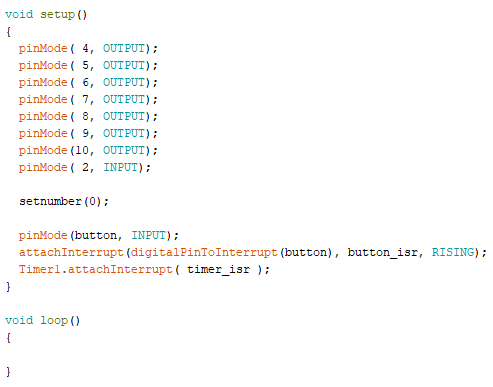 void setup()
{
  pinMode( 4, OUTPUT);
  pinMode( 5, OUTPUT);
  pinMode( 6, OUTPUT);
  pinMode( 7, OUTPUT);
  pinMode( 8, OUTPUT);
  pinMode( 9, OUTPUT);
  pinMode(10, OUTPUT);
  pinMode( 2, INPUT);

  setnumber(0);

  pinMode(button, INPUT);
  attachInterrupt(digitalPinToInterrupt(button), button_isr, RISING);
  Timer1.attachInterrupt( timer_isr );
}

void loop()
{

}